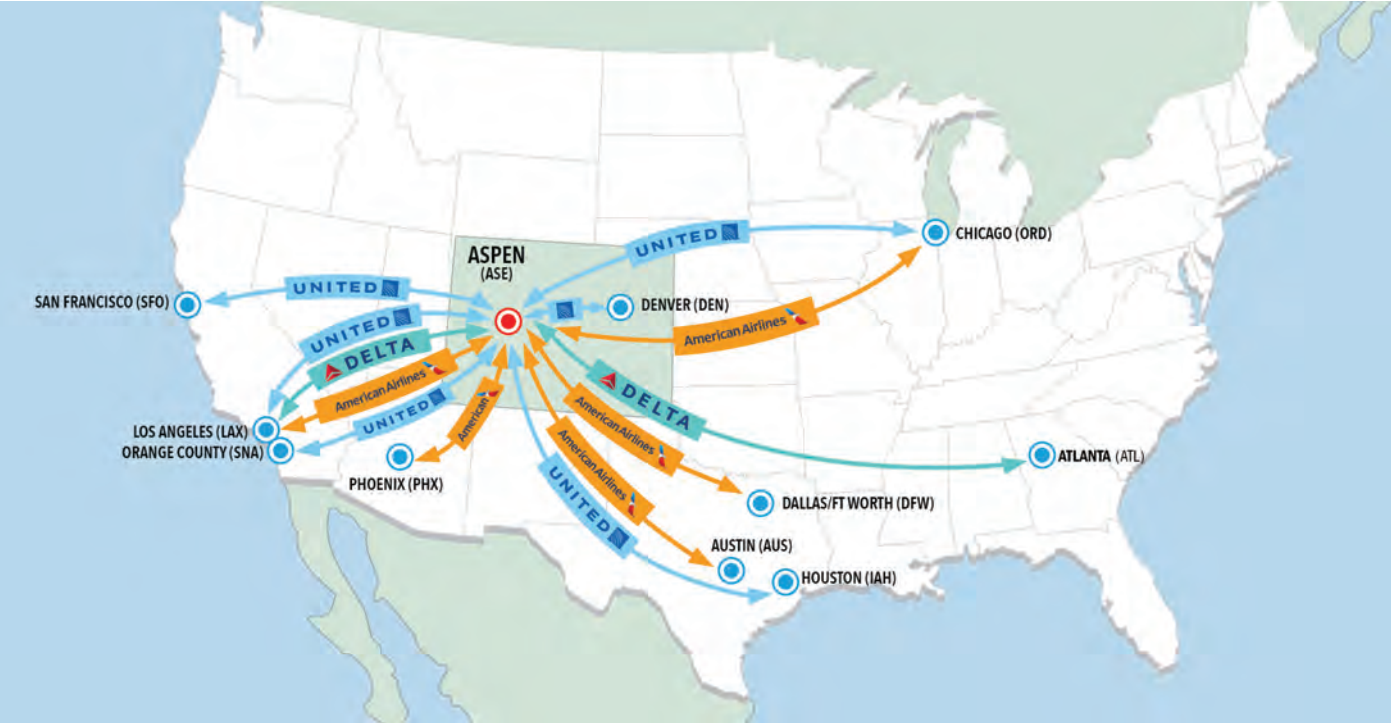 ASPEN
(ASE)
UNITED
CHICAGO (ORD)
SAN FRANCISCO (SFO)
UNITED
DENVER (DEN)
UNITED
American Airlines
DELTA
American Airlines
DELTA
UNITED
American
American Airlines
LOS ANGELES (LAX)
ORANGE COUNTY (SNA)
ATLANTA (ATL)
American Airlines
PHOENIX (PHX)
UNITED
DALLAS/FT WORTH (DFW)
AUSTIN (AUS)
HOUSTON (IAH)